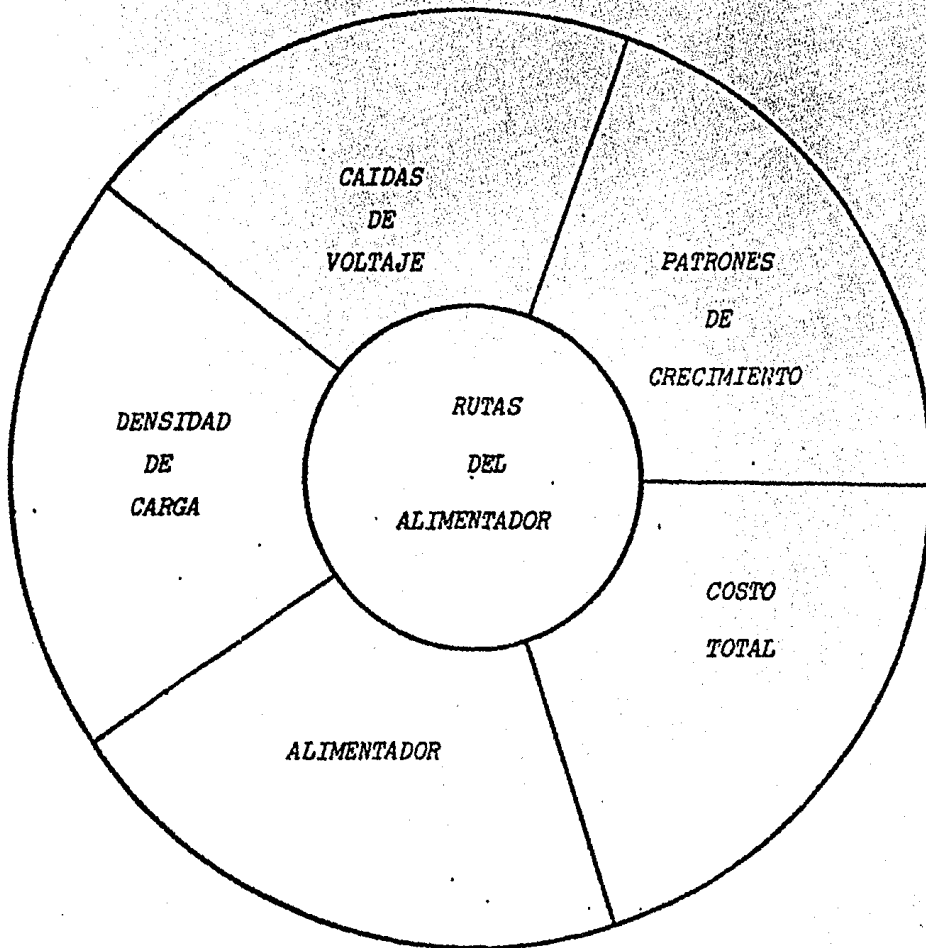 CAIDAS
DE
VOLTAJE
PATRONES
DE
CRECIMIENTO
DENSIDAD
DE
CARGA
RUTAS
DEL
ALIMENTADOR
COSTO
TOTAL
ALIMENTADOR